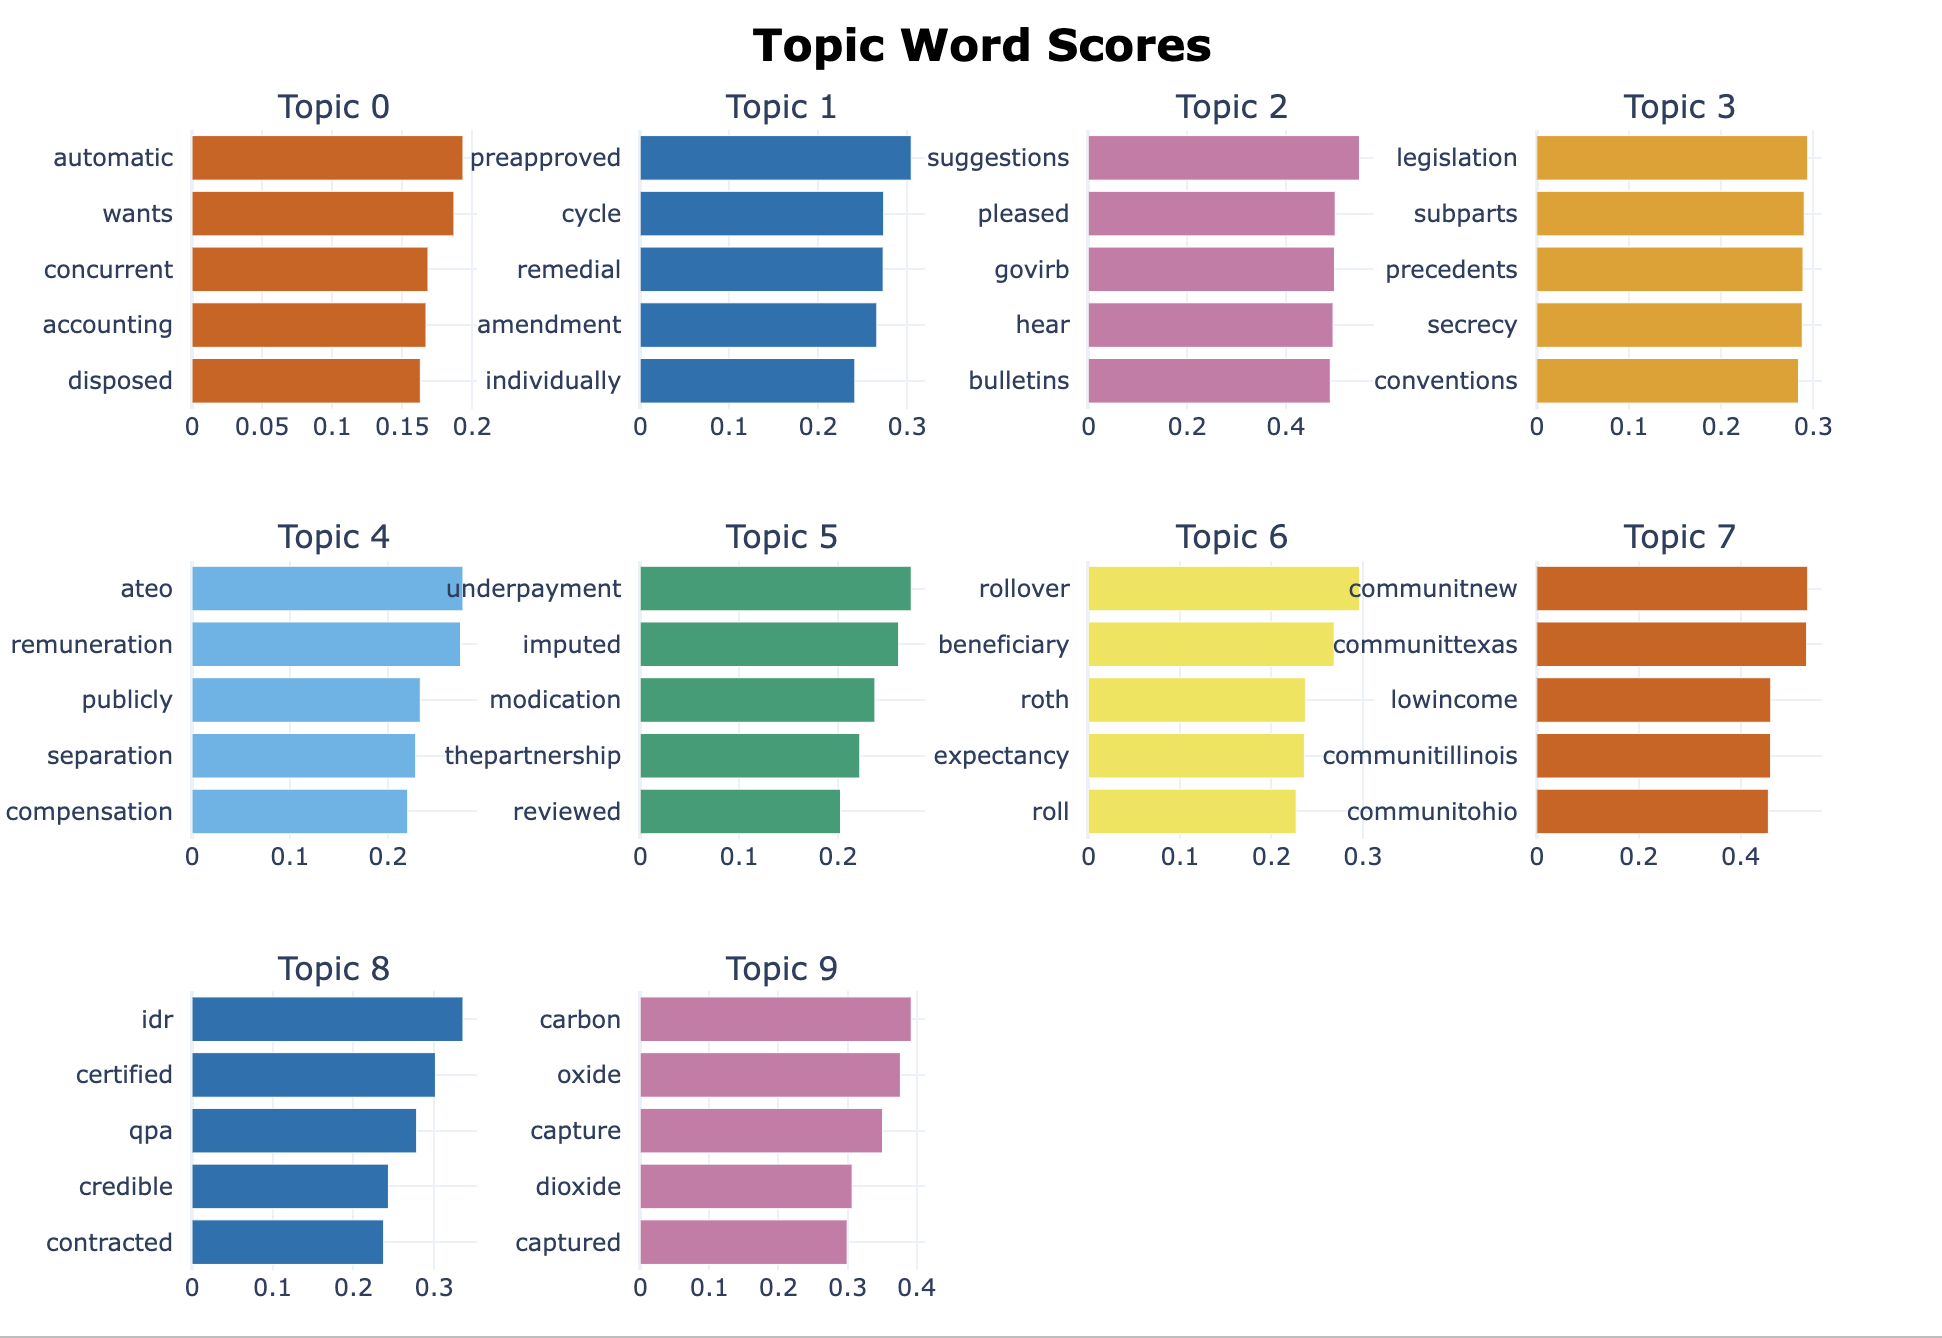 Topic Word Scores
Topic 0
automatic
wants
concurrent
accounting
disposed
0 0.05 0.1 0.15 0.2
Topic 1
preapproved
cycle
remedial
amendment
individually
0 0.1 0.2 0.3
Topic 2
suggestions
pleased
govirb
hear
bulletins
0 0.2 0.4
Topic 3
legislation
subparts
precedents
secrecy
conventions
0 0.1 0.2 0.3
Topic 4
ateo
remuneration
publicly
separation
compensation
0 0.1 0.2
Topic 5
underpayment
imputed
modication
thepartnership
reviewed
0 0.1 0.2
Topic 6
rollover
beneficiary
roth
expectancy
roll
0 0.1 0.2 0.3
Topic 7
communitnew
communittexas
lowincome
communitillinois
communitohio
0 0.2 0.4
Topic 8
idr
certified
qpa
credible
contracted
0 0.1 0.2 0.3
Topic 9
carbon
oxide
capture
dioxide
captured
0 0.1 0.2 0.3 0.4